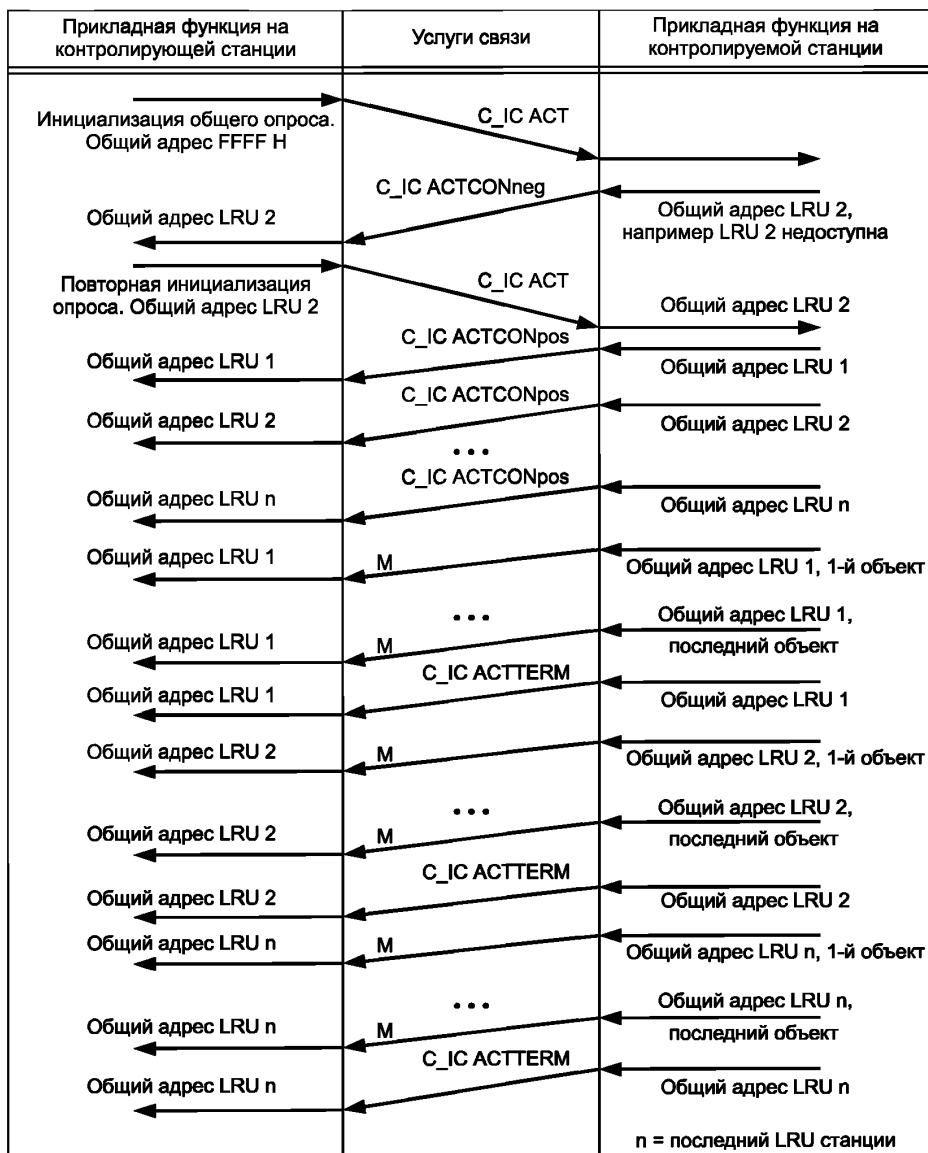 Прикладная функция на
контролирующей станции
Услуги связи
Прикладная функция на
контролируемой станции
Инициализация общего опроса.
Общий адрес FFFF H
C_IC ACT
C_IC ACTCONneg
Общий адрес LRU 2
Общий адрес LRU 2,
например LRU 2 недоступна
Повторная инициализация
опроса. Общий адрес LRU 2
C_IC ACT
Общий адрес LRU 2
C_IC ACTCONpos
Общий адрес LRU 1
Общий адрес LRU 1
C_IC ACTCONpos
Общий адрес LRU 2
Общий адрес LRU 2
...
C_IC ACTCONpos
Общий адрес LRU n
Общий адрес LRU n
Общий адрес LRU 1
M
Общий адрес LRU 1, 1-й объект
...
Общий адрес LRU 1,
последний объект
Общий адрес LRU 1
M
C_IC ACTTERM
Общий адрес LRU 1
Общий адрес LRU 1
Общий адрес LRU 2
M
Общий адрес LRU 2, 1-й объект
...
Общий адрес LRU 2,
последний объект
Общий адрес LRU 2
M
C_IC ACTTERM
Общий адрес LRU 2
Общий адрес LRU 2
Общий адрес LRU n
M
Общий адрес LRU n, 1-й объект
...
Общий адрес LRU n,
последний объект
Общий адрес LRU n
M
C_IC ACTTERM
Общий адрес LRU n
Общий адрес LRU n
n = последний LRU станции